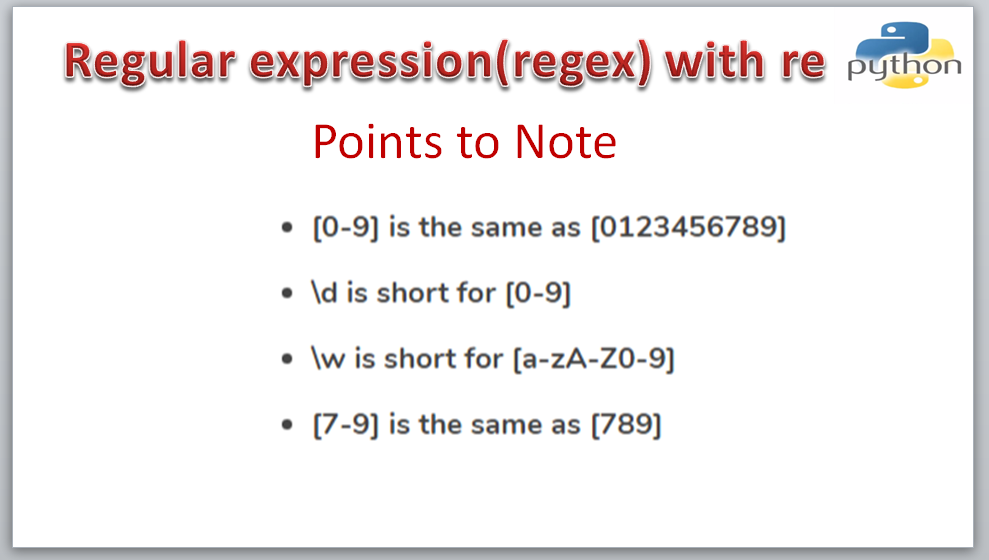 Regular expression(regex) with re
python
Points to Note
• [0-9] is the same as [0123456789]
• \d is short for [0-9]
• \w is short for [a-zA-Z0-9]
• [7-9] is the same as [789]